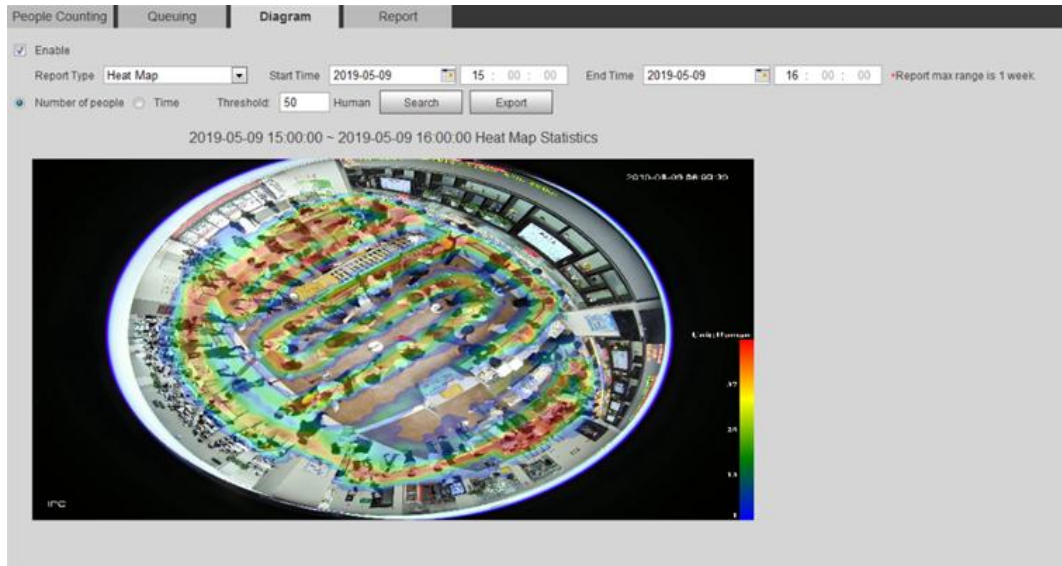 People Counting Queuing Diagram Report
Enable
Report Type Heat Map Start Time 2019-05-09 15 : 00 : 00 End Time 2019-05-09 16 : 00 : 00 *Report max range is 1 week.
Number of people Time Threshold: 50 Human Search Export
2019-05-09 15:00:00 ~ 2019-05-09 16:00:00 Heat Map Statistics
Unit:Human
IPC
1